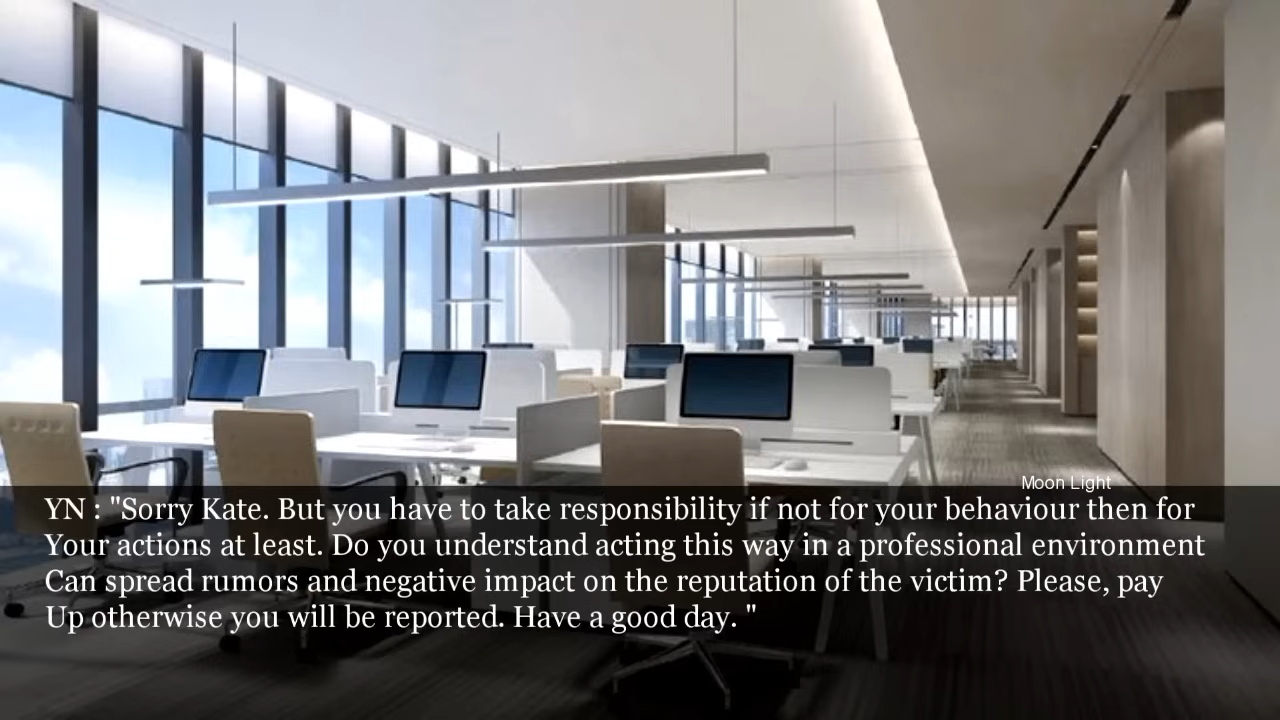 Moon Light
YN : "Sorry Kate. But you have to take responsibility if not for your behaviour then for
Your actions at least. Do you understand acting this way in a professional environment
Can spread rumors and negative impact on the reputation of the victim? Please, pay
Up otherwise you will be reported. Have a good day. "